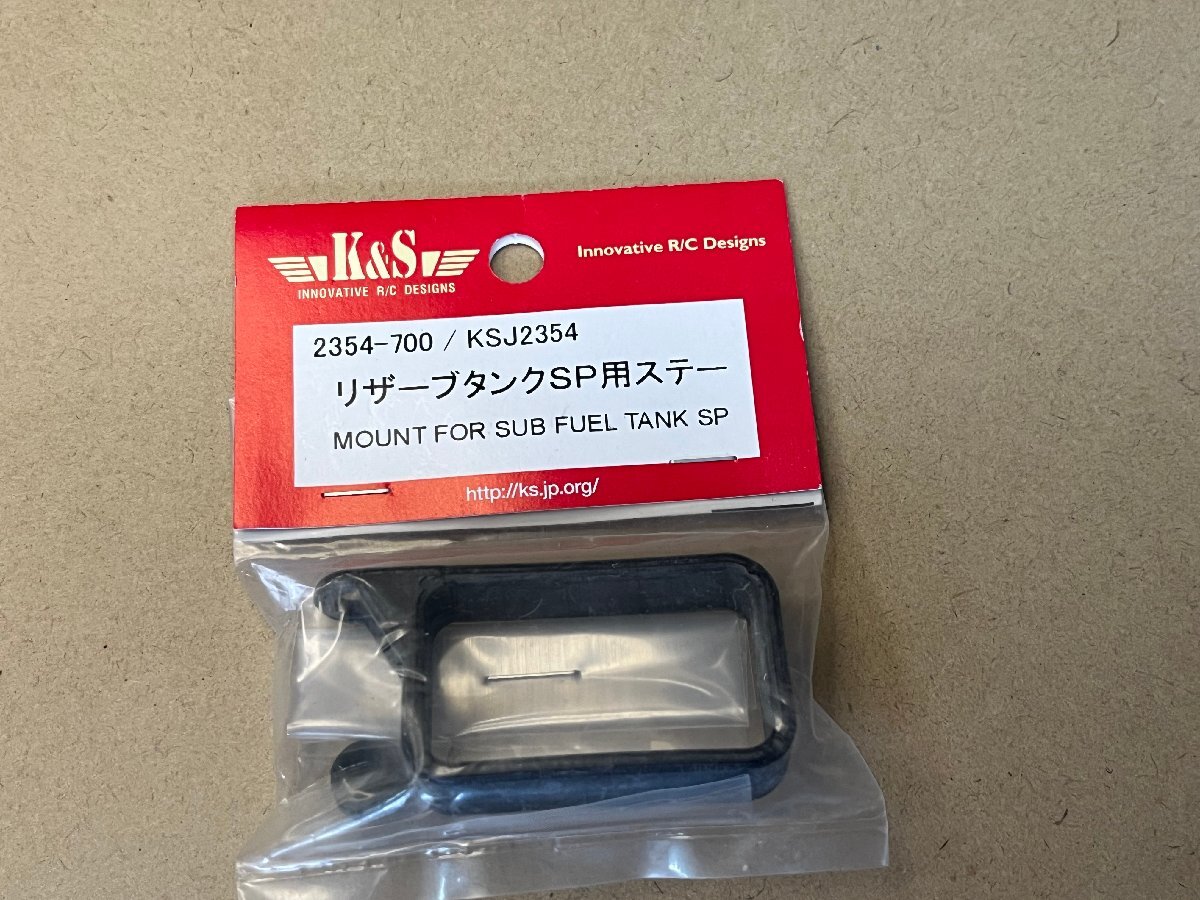 K&S
INNOVATIVE R/C DESIGNS
Innovative R/C Designs
2354-700 / KSJ2354
リザーブタンクSP用ステー
MOUNT FOR SUB FUEL TANK SP
http://ks.jp.org/